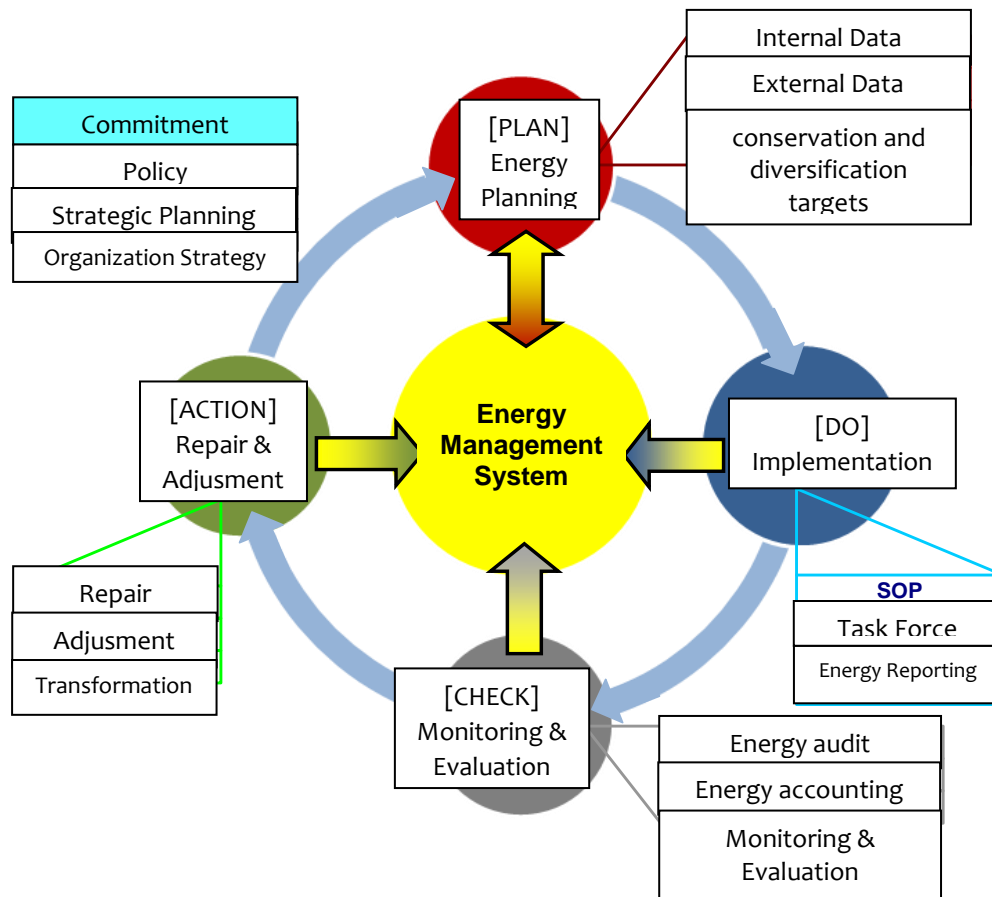 Internal Data
External Data
conservation and
diversification
targets
[PLAN]
Energy
Planning
Commitment
Policy
Strategic Planning
Organization Strategy
[ACTION]
Repair &
Adjusment
Energy
Management
System
[DO]
Implementation
Repair
Adjusment
Transformation
SOP
Task Force
Energy Reporting
[CHECK]
Monitoring &
Evaluation
Energy audit
Energy accounting
Monitoring &
Evaluation